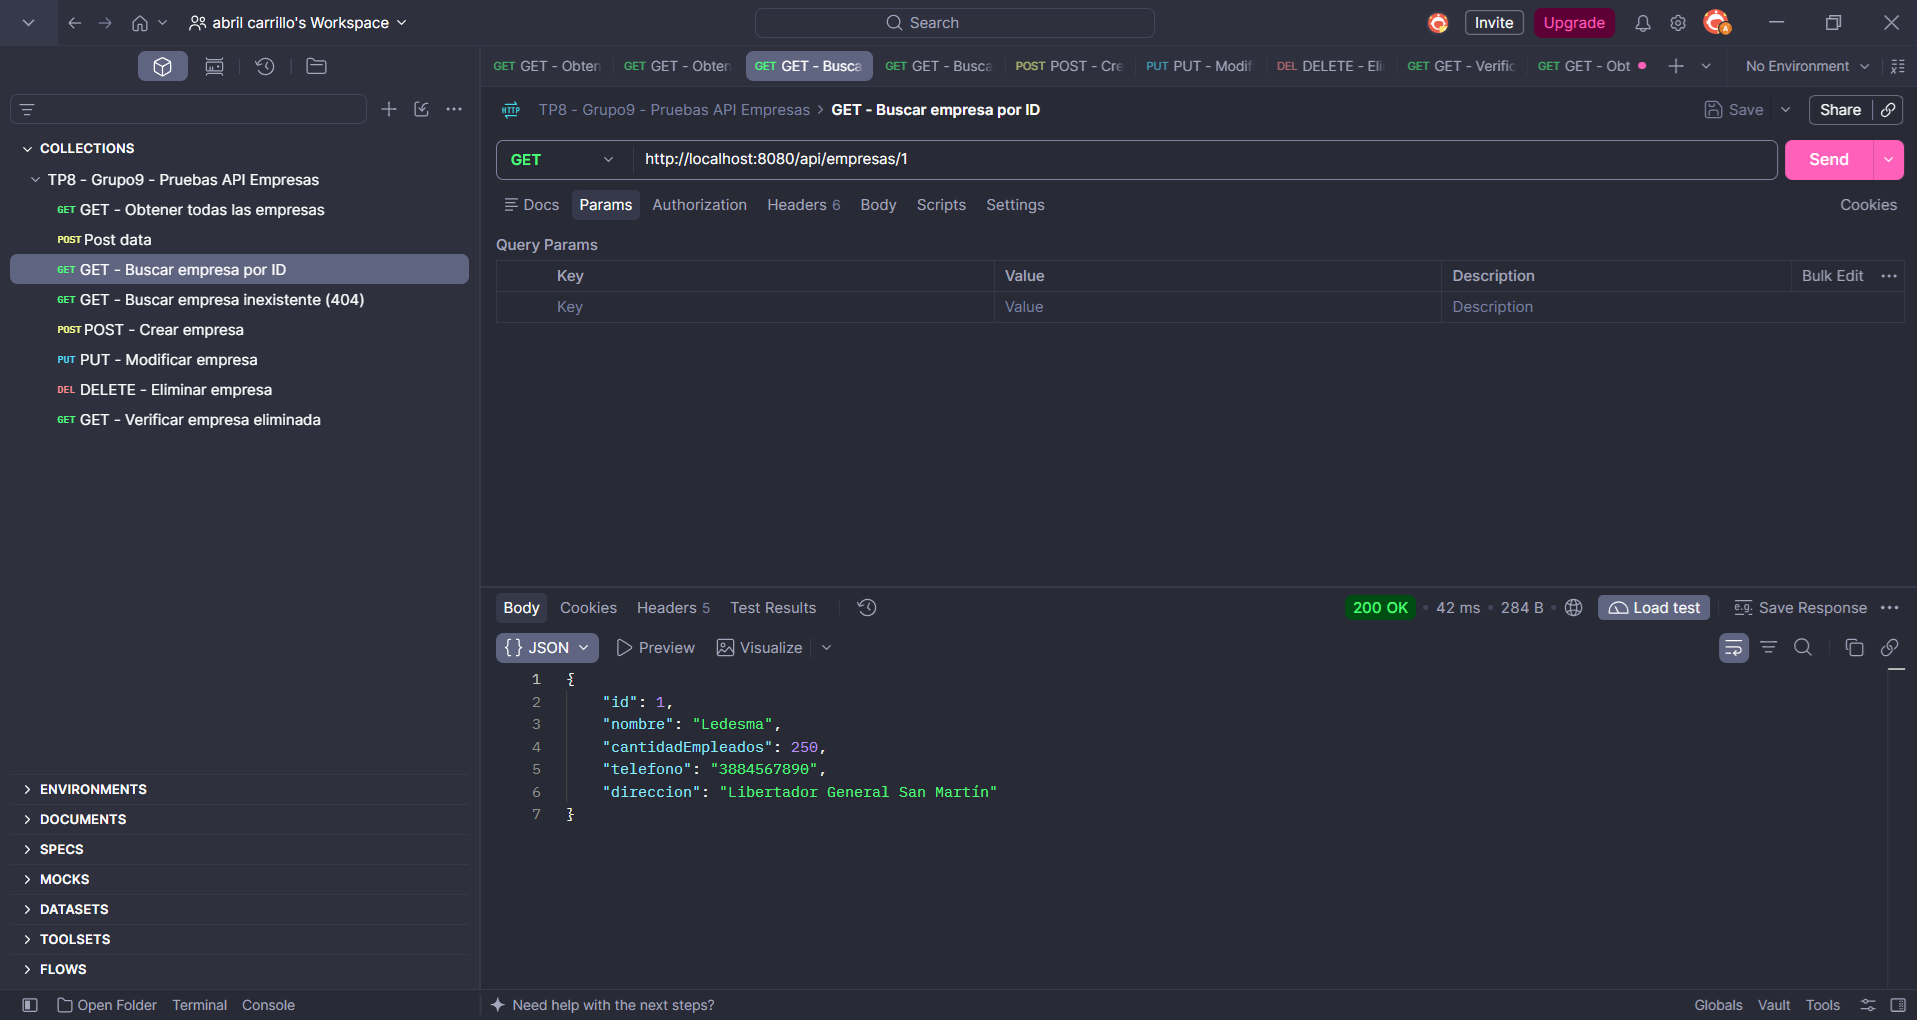 abril carrillo's Workspace
Search
Invite
Upgrade
GET GET - Obten
GET GET - Obten
GET GET - Busca
GET GET - Busca
POST POST - Cre
PUT PUT - Modif
DEL DELETE - Eli
GET GET - Verific
GET GET - Obt
No Environment
COLLECTIONS
TP8 - Grupo9 - Pruebas API Empresas
GET GET - Obtener todas las empresas
POST Post data
GET GET - Buscar empresa por ID
GET GET - Buscar empresa inexistente (404)
POST POST - Crear empresa
PUT PUT - Modificar empresa
DEL DELETE - Eliminar empresa
GET GET - Verificar empresa eliminada
ENVIRONMENTS
DOCUMENTS
SPECS
MOCKS
DATASETS
TOOLSETS
FLOWS
HTTP TP8 - Grupo9 - Pruebas API Empresas > GET - Buscar empresa por ID
Save
Share
GET http://localhost:8080/api/empresas/1
Send
Docs Params Authorization Headers 6 Body Scripts Settings
Cookies
Query Params
Key Value Description Bulk Edit
Key Value Description
Body Cookies Headers 5 Test Results
200 OK • 42 ms • 284 B
Load test
e.g. Save Response
{} JSON Preview Visualize
1 {
2 "id": 1,
3 "nombre": "Ledesma",
4 "cantidadEmpleados": 250,
5 "telefono": "3884567890",
6 "direccion": "Libertador General San Martín"
7 }
Open Folder Terminal Console
Need help with the next steps?
Globals Vault Tools